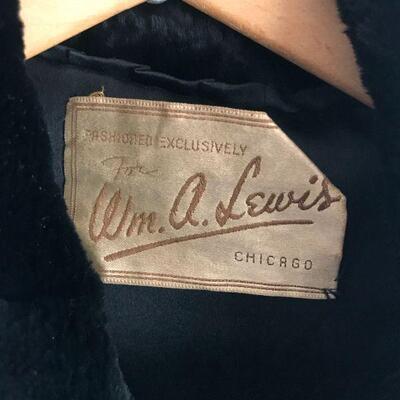 FASHIONED EXCLUSIVELY
For
Wm. A. Lewis
CHICAGO